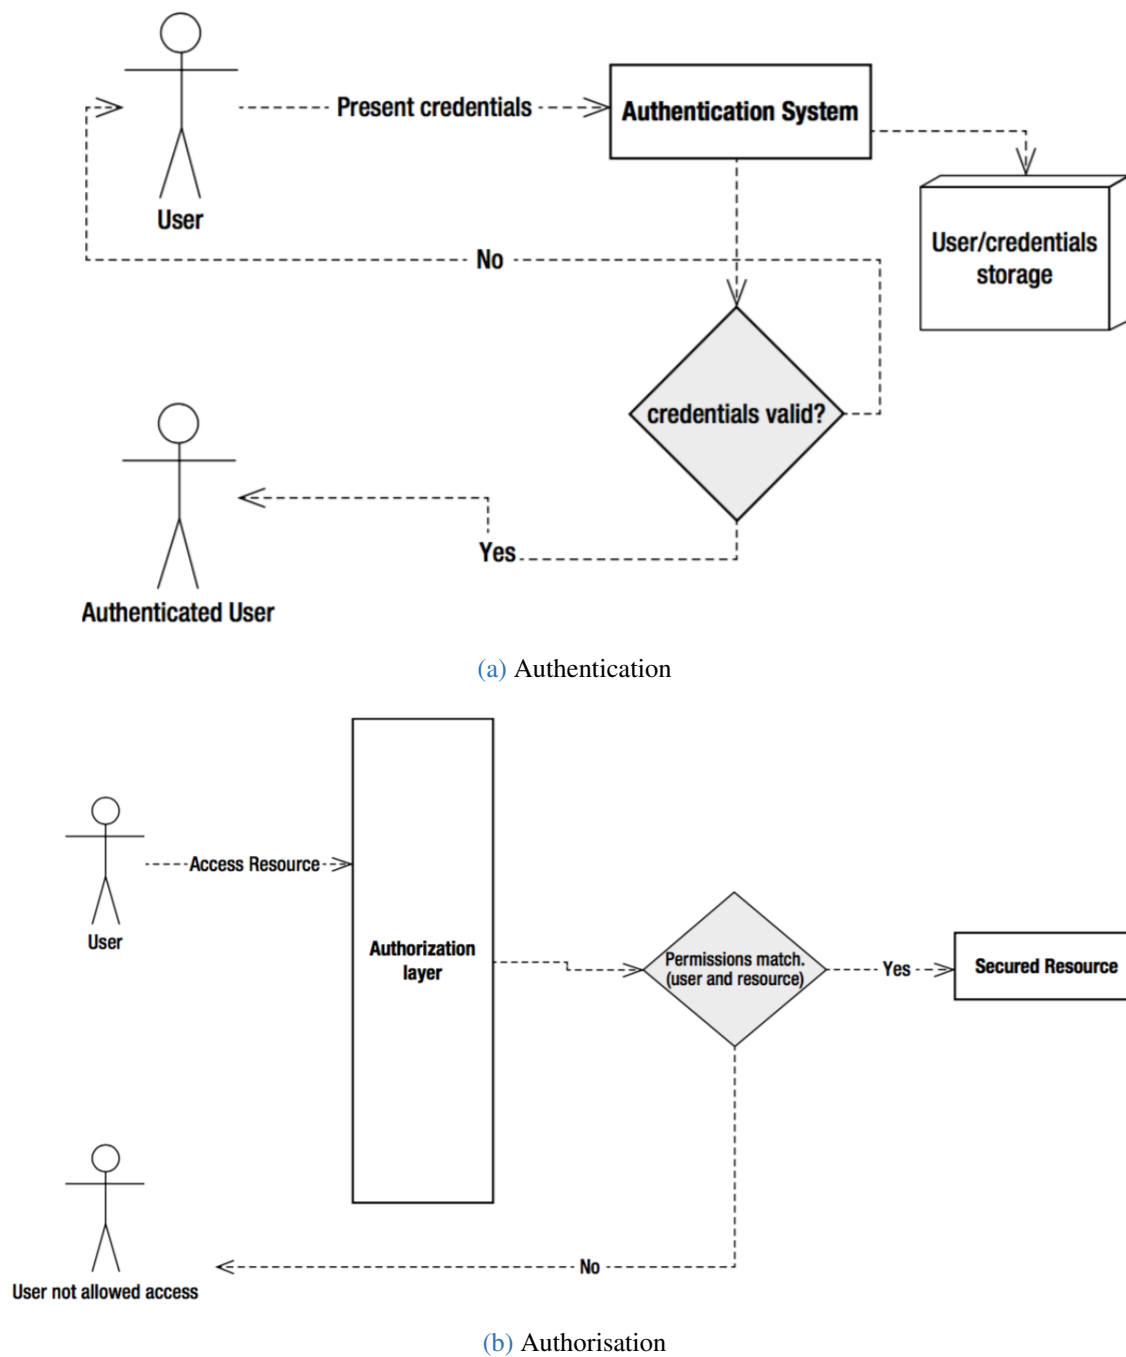 Present credentials
Authentication System
User
User/credentials
storage
No
credentials valid?
Yes
Authenticated User
(a) Authentication
Access Resource
User
Authorization
layer
Permissions match.
(user and resource)
Yes
Secured Resource
No
User not allowed access
(b) Authorisation